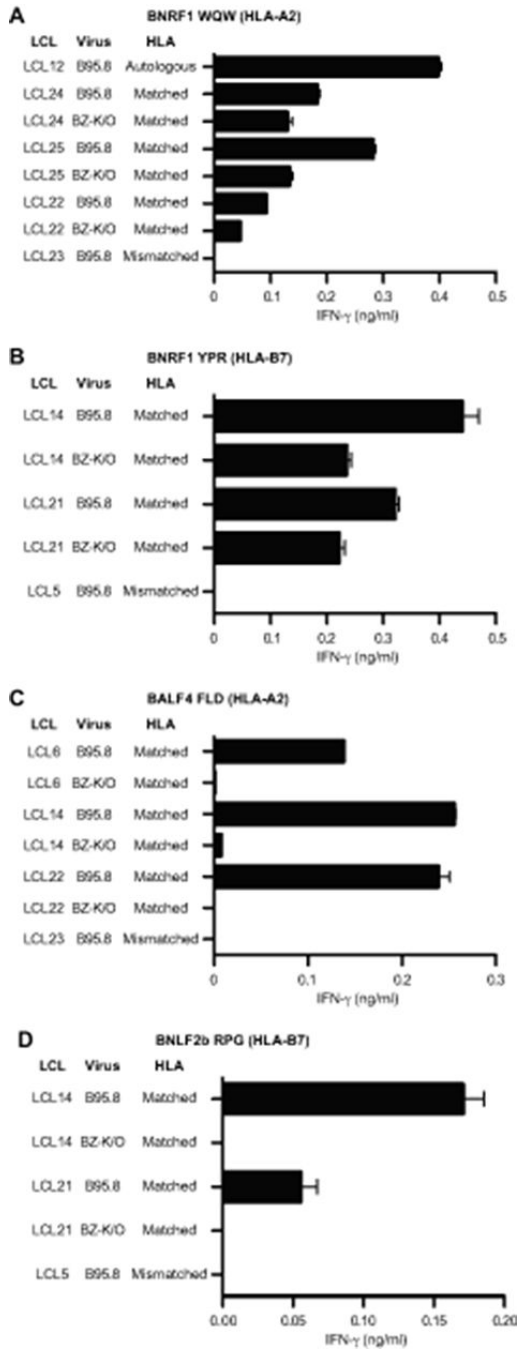 A
BNRF1 WQW (HLA-A2)
LCL Virus HLA
LCL12 B95.8 Autologous
LCL24 B95.8 Matched
LCL24 BZ-K/O Matched
LCL25 B95.8 Matched
LCL25 BZ-K/O Matched
LCL22 B95.8 Matched
LCL22 BZ-K/O Matched
LCL23 B95.8 Mismatched
0 0.1 0.2 0.3 0.4 0.5
IFN-γ (ng/ml)
B
BNRF1 YPR (HLA-B7)
LCL Virus HLA
LCL14 B95.8 Matched
LCL14 BZ-K/O Matched
LCL21 B95.8 Matched
LCL21 BZ-K/O Matched
LCL5 B95.8 Mismatched
0 0.1 0.2 0.3 0.4 0.5
IFN-γ (ng/ml)
C
BALF4 FLD (HLA-A2)
LCL Virus HLA
LCL6 B95.8 Matched
LCL6 BZ-K/O Matched
LCL14 B95.8 Matched
LCL14 BZ-K/O Matched
LCL22 B95.8 Matched
LCL22 BZ-K/O Matched
LCL23 B95.8 Mismatched
0 0.1 0.2 0.3
IFN-γ (ng/ml)
D
BNLF2b RPG (HLA-B7)
LCL Virus HLA
LCL14 B95.8 Matched
LCL14 BZ-K/O Matched
LCL21 B95.8 Matched
LCL21 BZ-K/O Matched
LCL5 B95.8 Mismatched
0.00 0.05 0.10 0.15 0.20
IFN-γ (ng/ml)